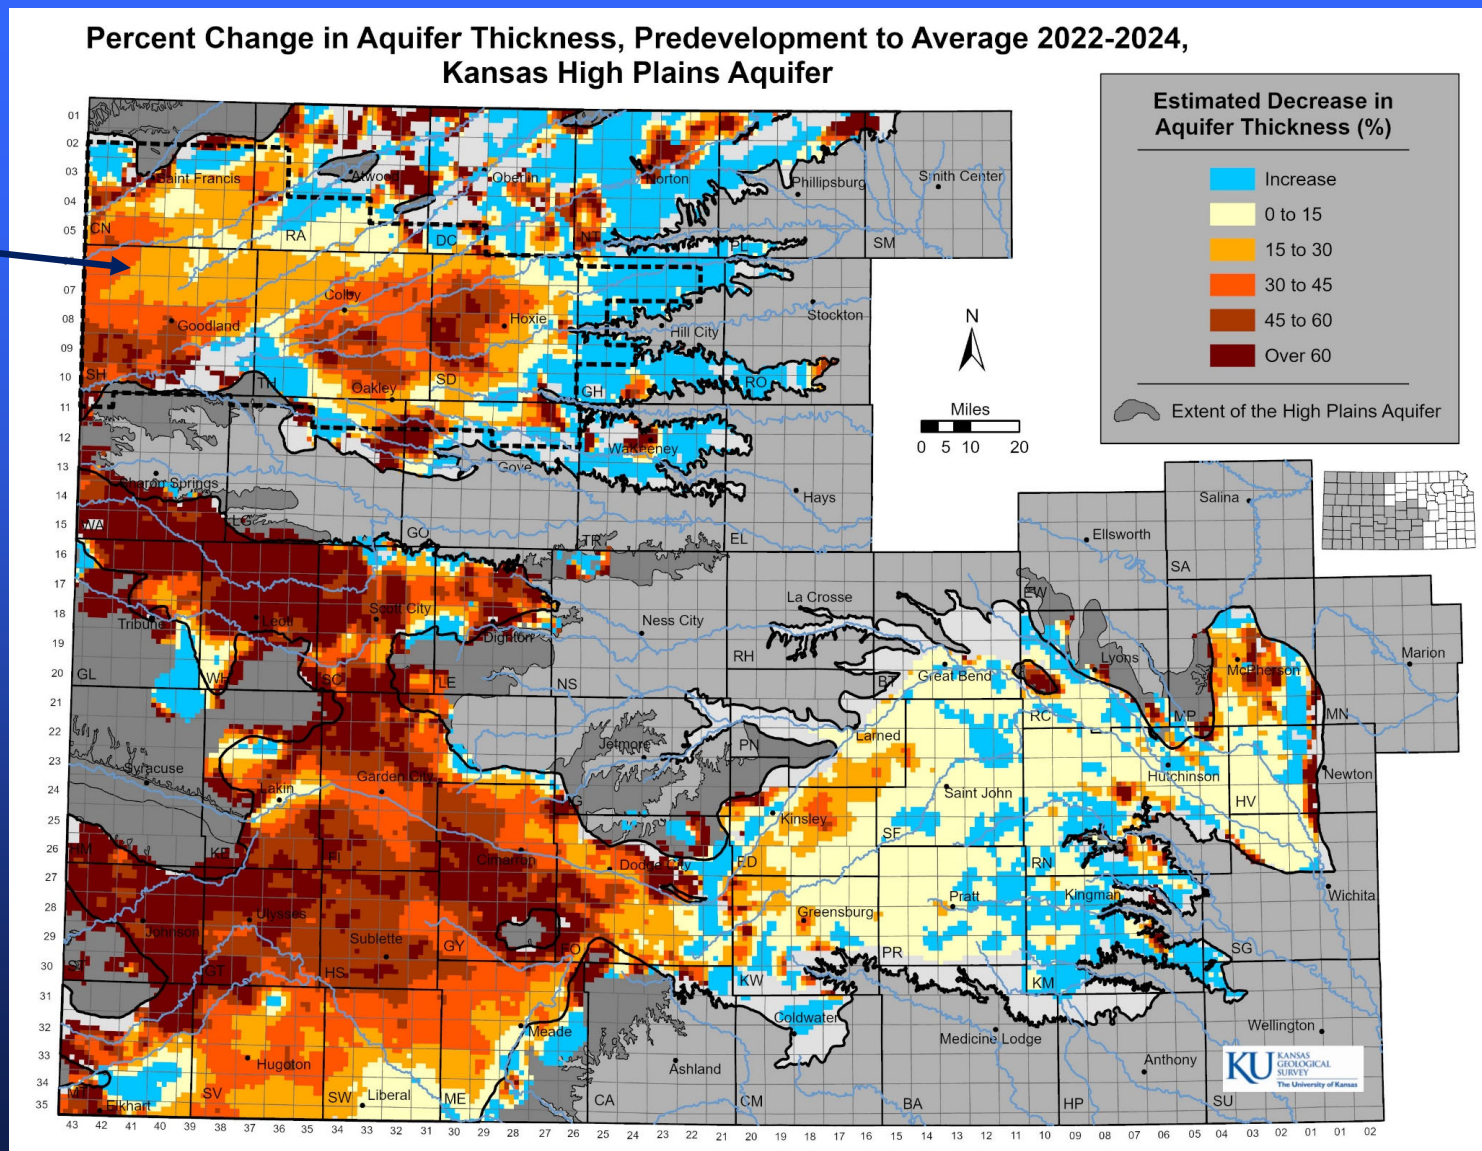 Percent Change in Aquifer Thickness, Predevelopment to Average 2022-2024,
Kansas High Plains Aquifer
Estimated Decrease in
Aquifer Thickness (%)
Increase
0 to 15
15 to 30
30 to 45
45 to 60
Over 60
Extent of the High Plains Aquifer
N
Miles
0 5 10 20
01
02
03
04
05
07
08
09
10
11
12
13
14
15
16
17
18
19
20
21
22
23
24
25
26
27
28
29
30
31
32
33
34
35
Saint Francis
Atwood
Oberlin
Norton
Phillipsburg
Smith Center
CN
RA
DC
NT
PL
SM
Colby
Goodland
Hoxie
Hill City
Stockton
SH
TH
Oakley
SD
GH
RO
WaKeeney
Gove
Hays
Sharon Springs
WA
LG
GO
TR
EL
Salina
Ellsworth
SA
EW
La Crosse
Scott City
Tribune
Leoti
Dighton
Ness City
RH
Great Bend
Lyons
McPherson
Marion
GL
WH
SC
LE
NS
BT
RC
MP
MN
Jetmore
PN
Larned
Syracuse
Garden City
Lakin
Hutchinson
Newton
Saint John
HG
Kinsley
SF
HV
HM
KE
FI
Cimarron
Dodge City
ED
RN
Pratt
Kingman
Wichita
Ulysses
Johnson
Greensburg
Sublette
GY
FO
PR
SG
ST
GT
HS
KW
KM
Coldwater
Meade
Medicine Lodge
Wellington
Hugoton
Ashland
Anthony
MT
Elkhart
SV
SW
Liberal
ME
CA
CM
BA
HP
SU
KU
KANSAS
GEOLOGICAL
SURVEY
The University of Kansas
43 42 41 40 39 38 37 36 35 34 33 32 31 30 29 28 27 26 25 24 23 22 21 20 19 18 17 16 15 14 13 12 11 10 09 08 07 06 05 04 03 02 01 01 02